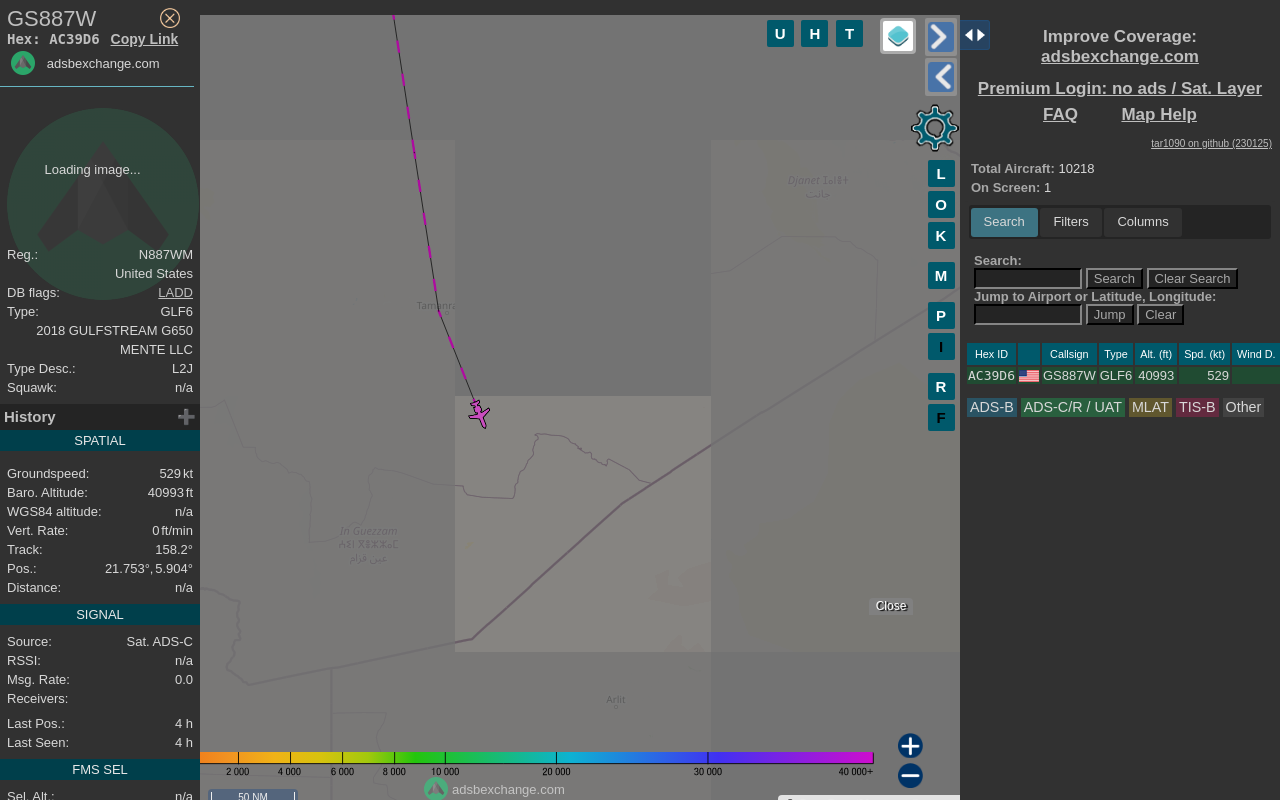 GS887W
Hex: AC39D6 Copy Link
adsbexchange.com
Loading image...
Reg.: N887WM
United States
DB flags: LADD
Type: GLF6
2018 GULFSTREAM G650
MENTE LLC
Type Desc.: L2J
Squawk: n/a
History
SPATIAL
Groundspeed: 529 kt
Baro. Altitude: 40993 ft
WGS84 altitude: n/a
Vert. Rate: 0 ft/min
Track: 158.2°
Pos.: 21.753°, 5.904°
Distance: n/a
SIGNAL
Source: Sat. ADS-C
RSSI: n/a
Msg. Rate: 0.0
Receivers:
Last Pos.: 4 h
Last Seen: 4 h
FMS SEL
Sel. Alt.: n/a
U H T
L
O
K
M
P
I
R
F
Djanet
جانت
In Guezzam
عين قزام
Arlit
Close
2 000 4 000 6 000 8 000 10 000 20 000 30 000 40 000+
adsbexchange.com
50 NM
Improve Coverage:
adsbexchange.com
Premium Login: no ads / Sat. Layer
FAQ Map Help
tar1090 on github (230125)
Total Aircraft: 10218
On Screen: 1
Search Filters Columns
Search:
Search Clear Search
Jump to Airport or Latitude, Longitude:
Jump Clear
Hex ID Callsign Type Alt. (ft) Spd. (kt) Wind D.
AC39D6 GS887W GLF6 40993 529
ADS-B ADS-C/R / UAT MLAT TIS-B Other